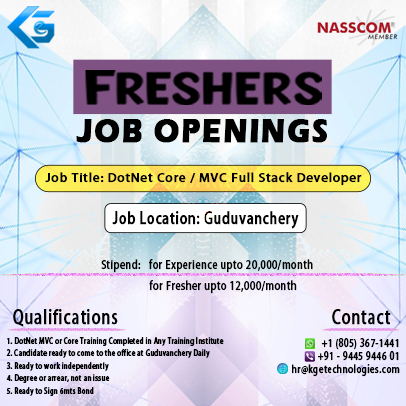 KG
NASSCOM®
MEMBER
FRESHERS
JOB OPENINGS
Job Title: DotNet Core / MVC Full Stack Developer
Job Location: Guduvanchery
Stipend: for Experience upto 20,000/month
for Fresher upto 12,000/month
Qualifications
1. DotNet MVC or Core Training Completed in Any Training Institute
2. Candidate ready to come to the office at Guduvanchery Daily
3. Ready to work independently
4. Degree or arrear, not an issue
5. Ready to Sign 6mts Bond
Contact
+1 (805) 367-1441
+91 - 9445 9446 01
hr@kgetechnologies.com